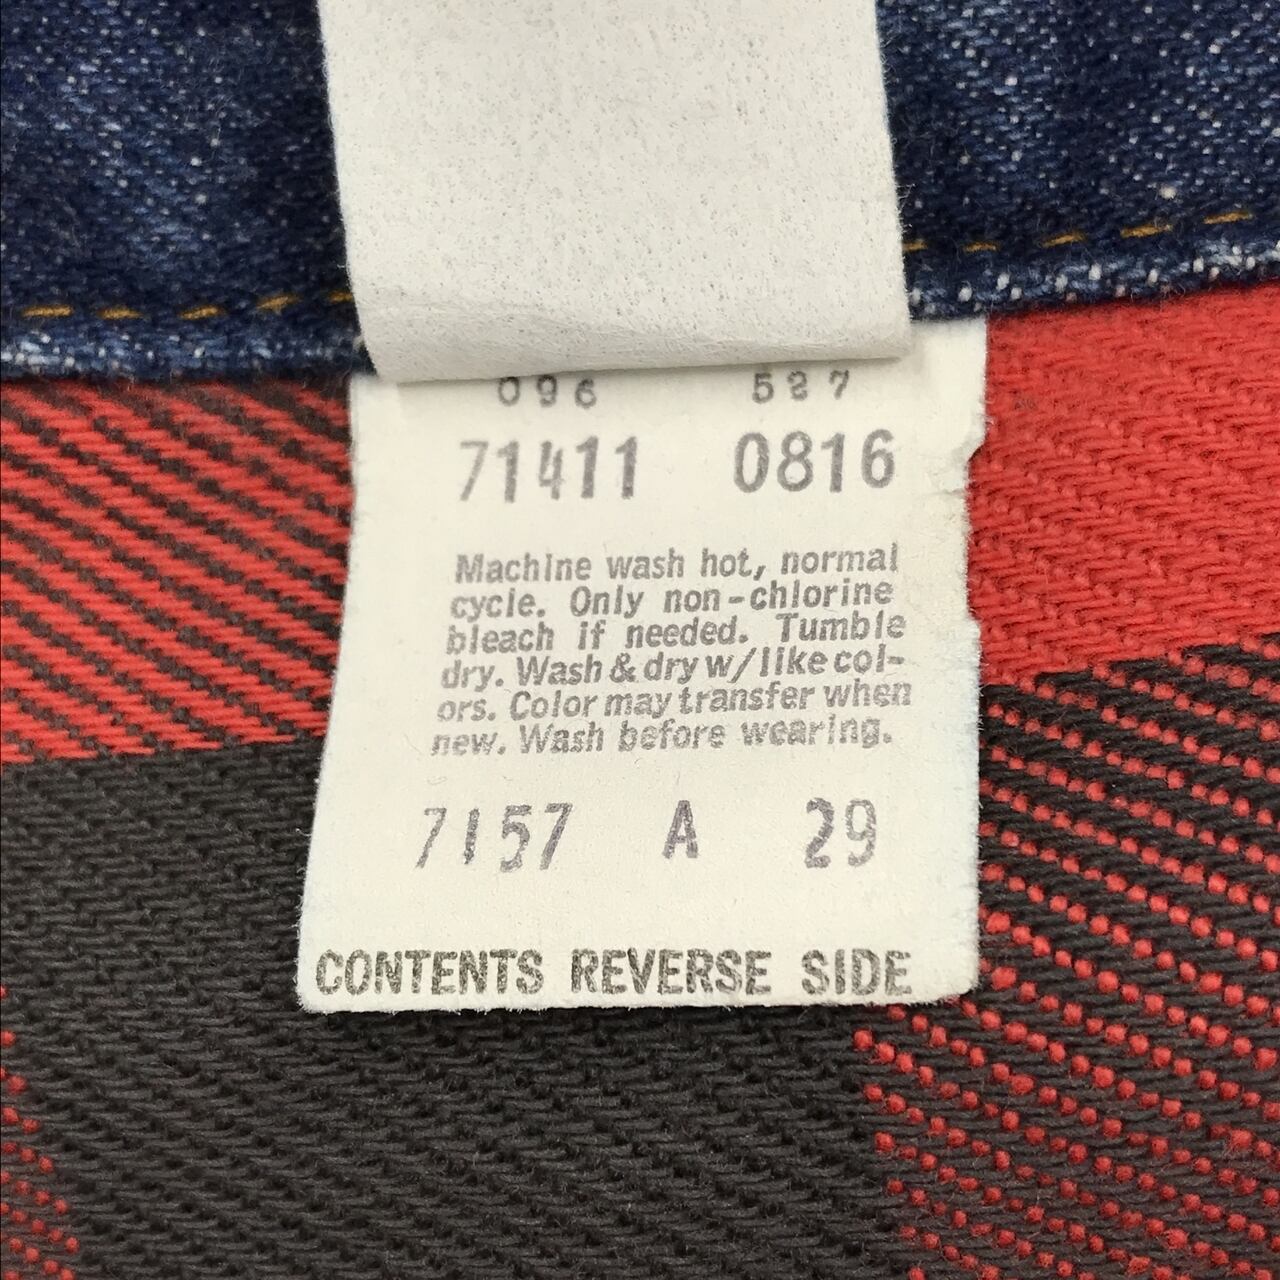 096 527
71411 0816
Machine wash hot, normal
cycle. Only non-chlorine
bleach if needed. Tumble
dry. Wash & dry w/like col-
ors. Color may transfer when
new. Wash before wearing.
7157 A 29
CONTENTS REVERSE SIDE